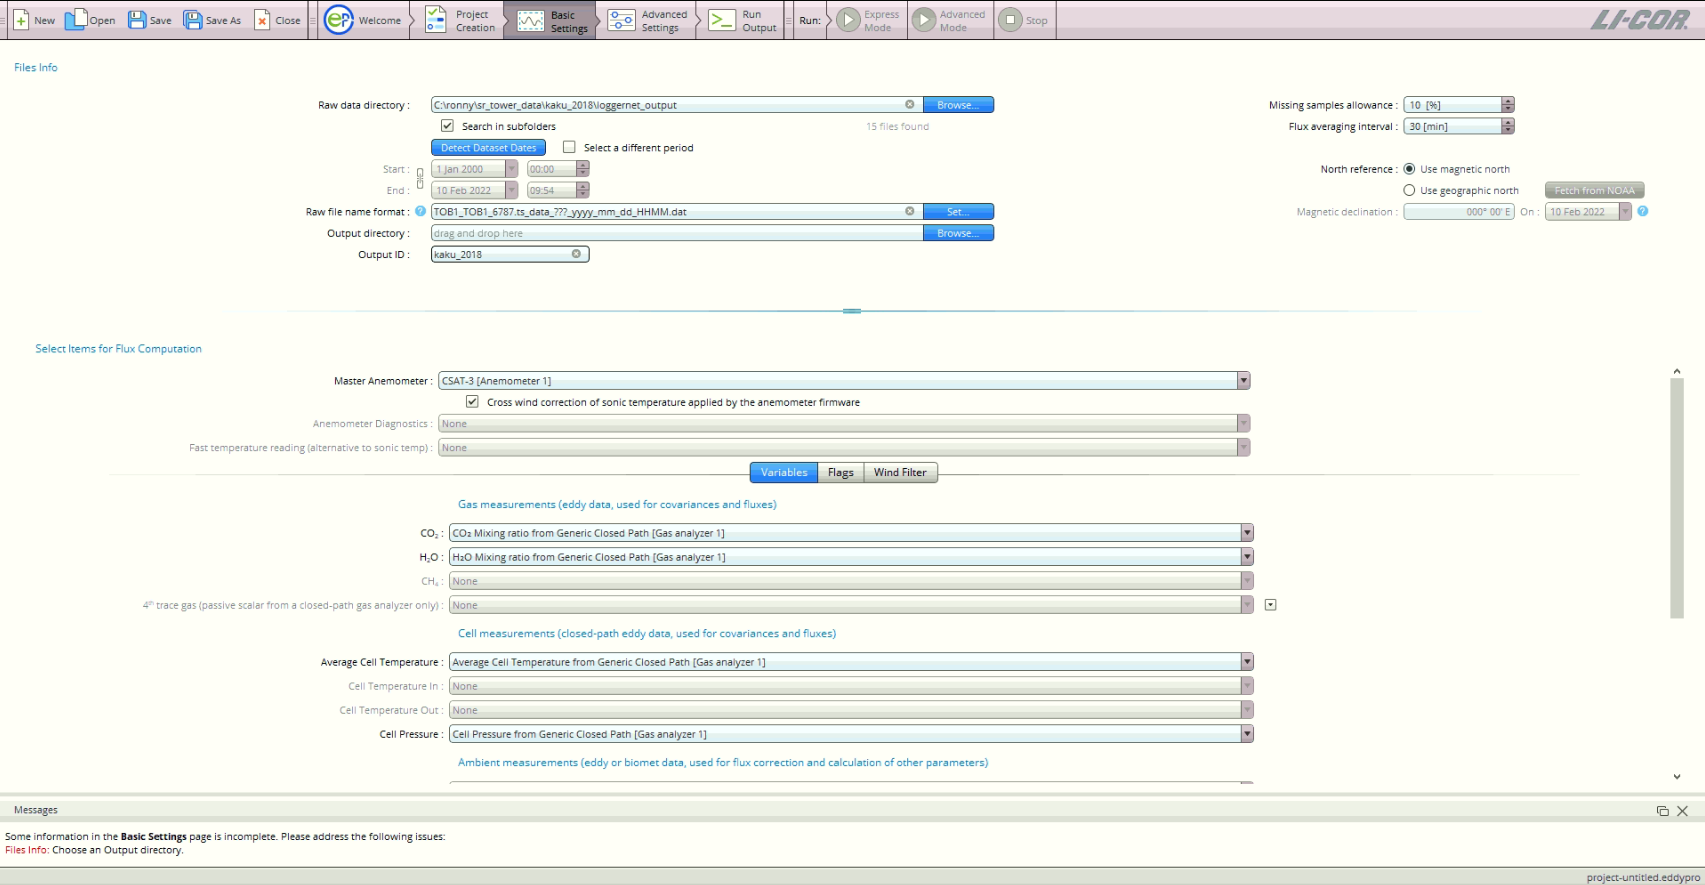 New Open Save Save As Close Welcome Project Creation Basic Settings Advanced Settings Run Output Run: Express Mode Advanced Mode Stop LI-COR
Files Info
Raw data directory : C:\ronny\sr_tower_data\kaku_2018\loggernet_output Browse... Missing samples allowance : 10 [%]
Search in subfolders 15 files found Flux averaging interval : 30 [min]
Detect Dataset Dates Select a different period
Start : 1 Jan 2000 00:00 North reference : Use magnetic north
End : 10 Feb 2022 09:54 Use geographic north Fetch from NOAA
Raw file name format : ? TOB1_TOB1_6787.ts_data_???_yyyy_mm_dd_HHMM.dat Set... Magnetic declination : 000° 00' E On : 10 Feb 2022 ?
Output directory : drag and drop here Browse...
Output ID : kaku_2018
Select Items for Flux Computation
Master Anemometer : CSAT-3 [Anemometer 1]
Cross wind correction of sonic temperature applied by the anemometer firmware
Anemometer Diagnostics : None
Fast temperature reading (alternative to sonic temp) : None
Variables Flags Wind Filter
Gas measurements (eddy data, used for covariances and fluxes)
CO₂ : CO₂ Mixing ratio from Generic Closed Path [Gas analyzer 1]
H₂O : H₂O Mixing ratio from Generic Closed Path [Gas analyzer 1]
CH₄ : None
4th trace gas (passive scalar from a closed-path gas analyzer only) : None
Cell measurements (closed-path eddy data, used for covariances and fluxes)
Average Cell Temperature : Average Cell Temperature from Generic Closed Path [Gas analyzer 1]
Cell Temperature In : None
Cell Temperature Out : None
Cell Pressure : Cell Pressure from Generic Closed Path [Gas analyzer 1]
Ambient measurements (eddy or biomet data, used for flux correction and calculation of other parameters)
Messages
Some information in the Basic Settings page is incomplete. Please address the following issues:
Files Info: Choose an Output directory.
project-untitled.eddypro